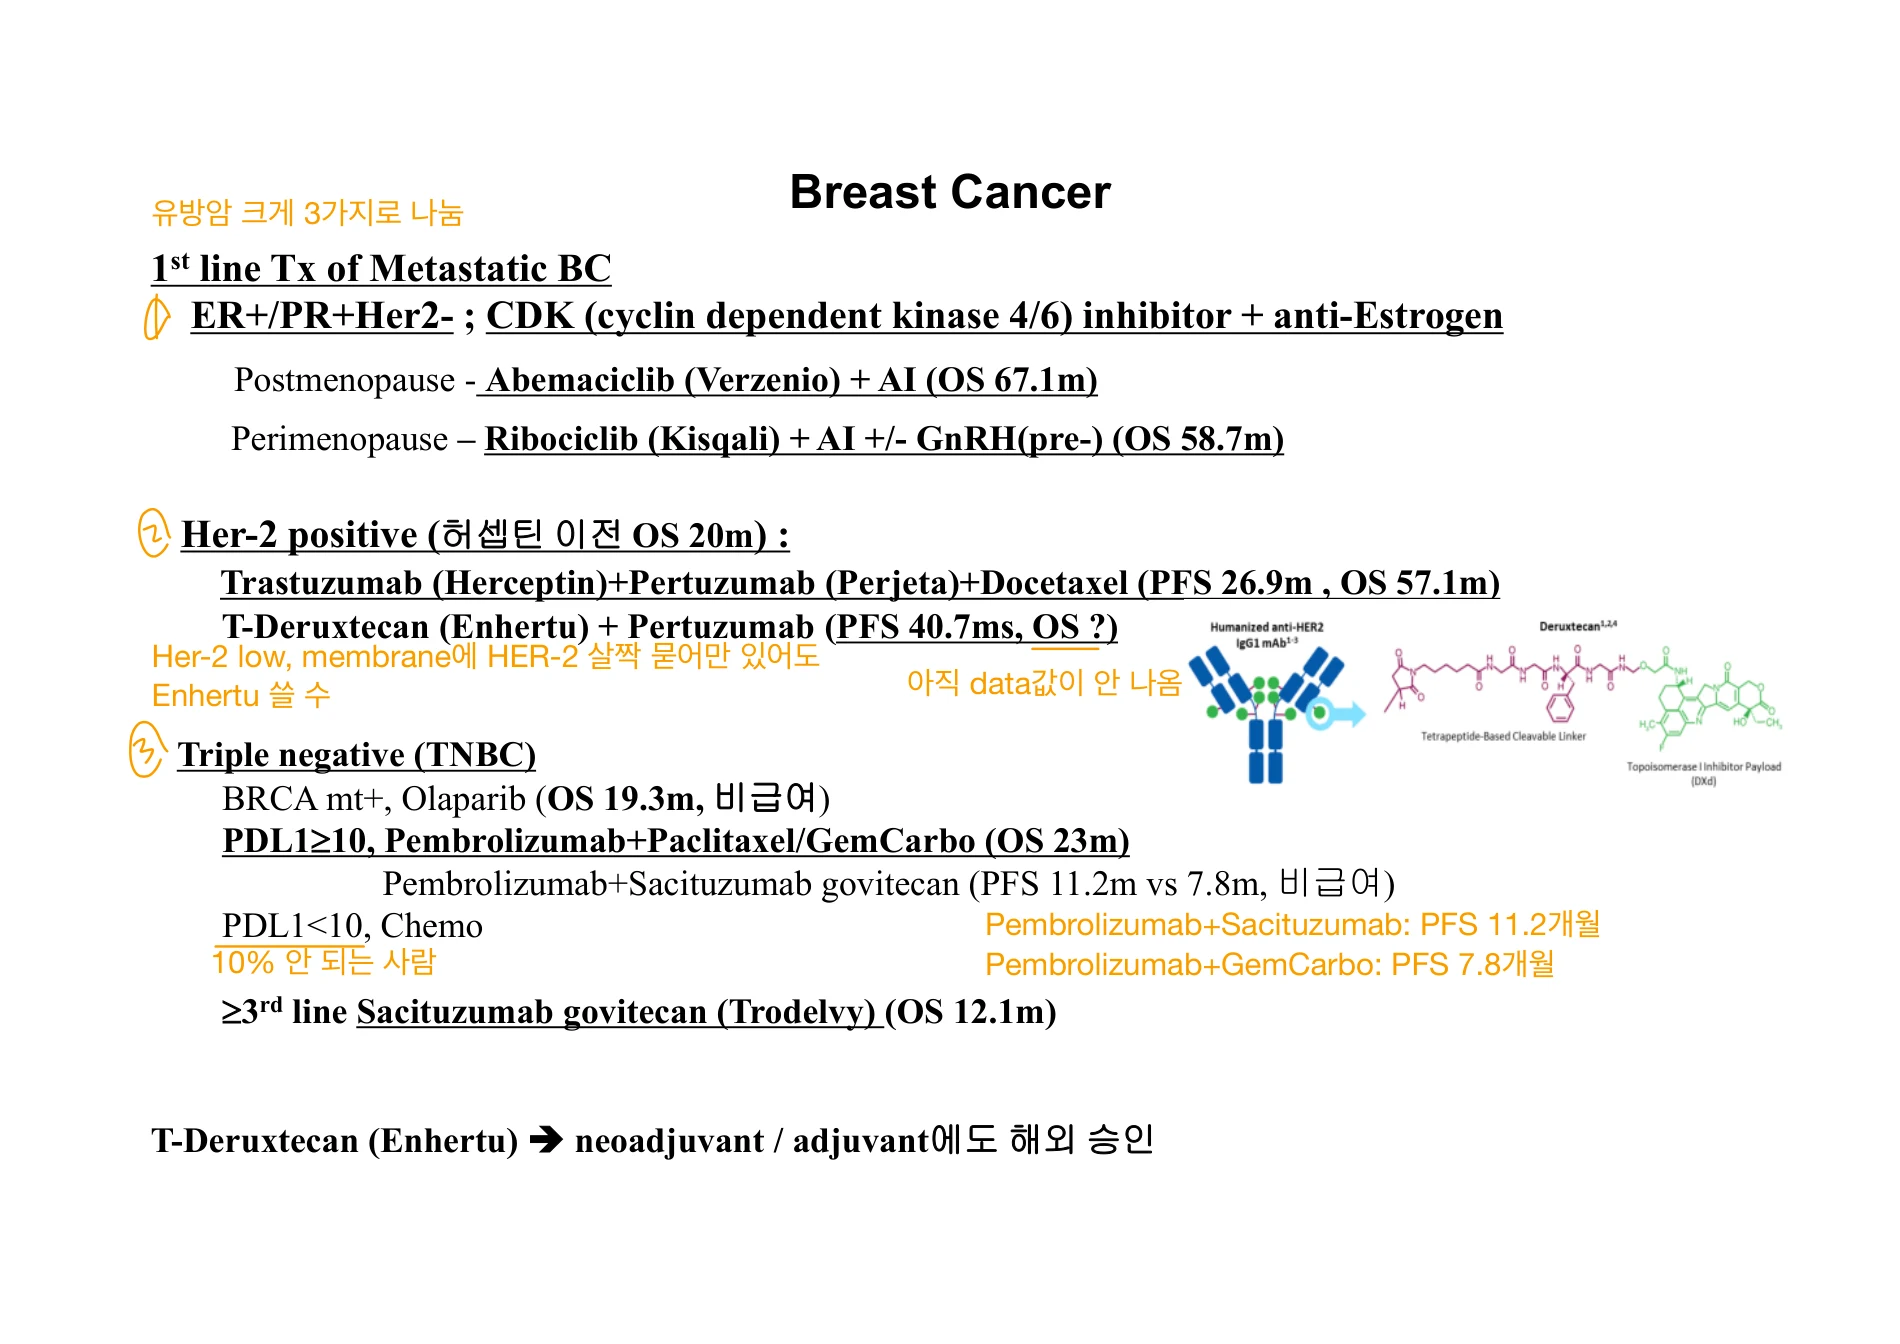 Breast Cancer
유방암 크게 3가지로 나눔
1st line Tx of Metastatic BC
① ER+/PR+Her2- ; CDK (cyclin dependent kinase 4/6) inhibitor + anti-Estrogen
Postmenopause - Abemaciclib (Verzenio) + AI (OS 67.1m)
Perimenopause – Ribociclib (Kisqali) + AI +/- GnRH(pre-) (OS 58.7m)
② Her-2 positive (허셉틴 이전 OS 20m) :
Trastuzumab (Herceptin)+Pertuzumab (Perjeta)+Docetaxel (PFS 26.9m , OS 57.1m)
T-Deruxtecan (Enhertu) + Pertuzumab (PFS 40.7ms, OS ?)
Her-2 low, membrane에 HER-2 살짝 묻어만 있어도
Enhertu 쓸 수
아직 data값이 안 나옴
Humanized anti-HER2
IgG1 mAb1-3
Deruxtecan1,2,4
Tetrapeptide-Based Cleavable Linker
Topoisomerase I Inhibitor Payload
(DXd)
③ Triple negative (TNBC)
BRCA mt+, Olaparib (OS 19.3m, 비급여)
PDL1≥10, Pembrolizumab+Paclitaxel/GemCarbo (OS 23m)
Pembrolizumab+Sacituzumab govitecan (PFS 11.2m vs 7.8m, 비급여)
PDL1<10, Chemo
10% 안 되는 사람
Pembrolizumab+Sacituzumab: PFS 11.2개월
Pembrolizumab+GemCarbo: PFS 7.8개월
≥3rd line Sacituzumab govitecan (Trodelvy) (OS 12.1m)
T-Deruxtecan (Enhertu) ➔ neoadjuvant / adjuvant에도 해외 승인